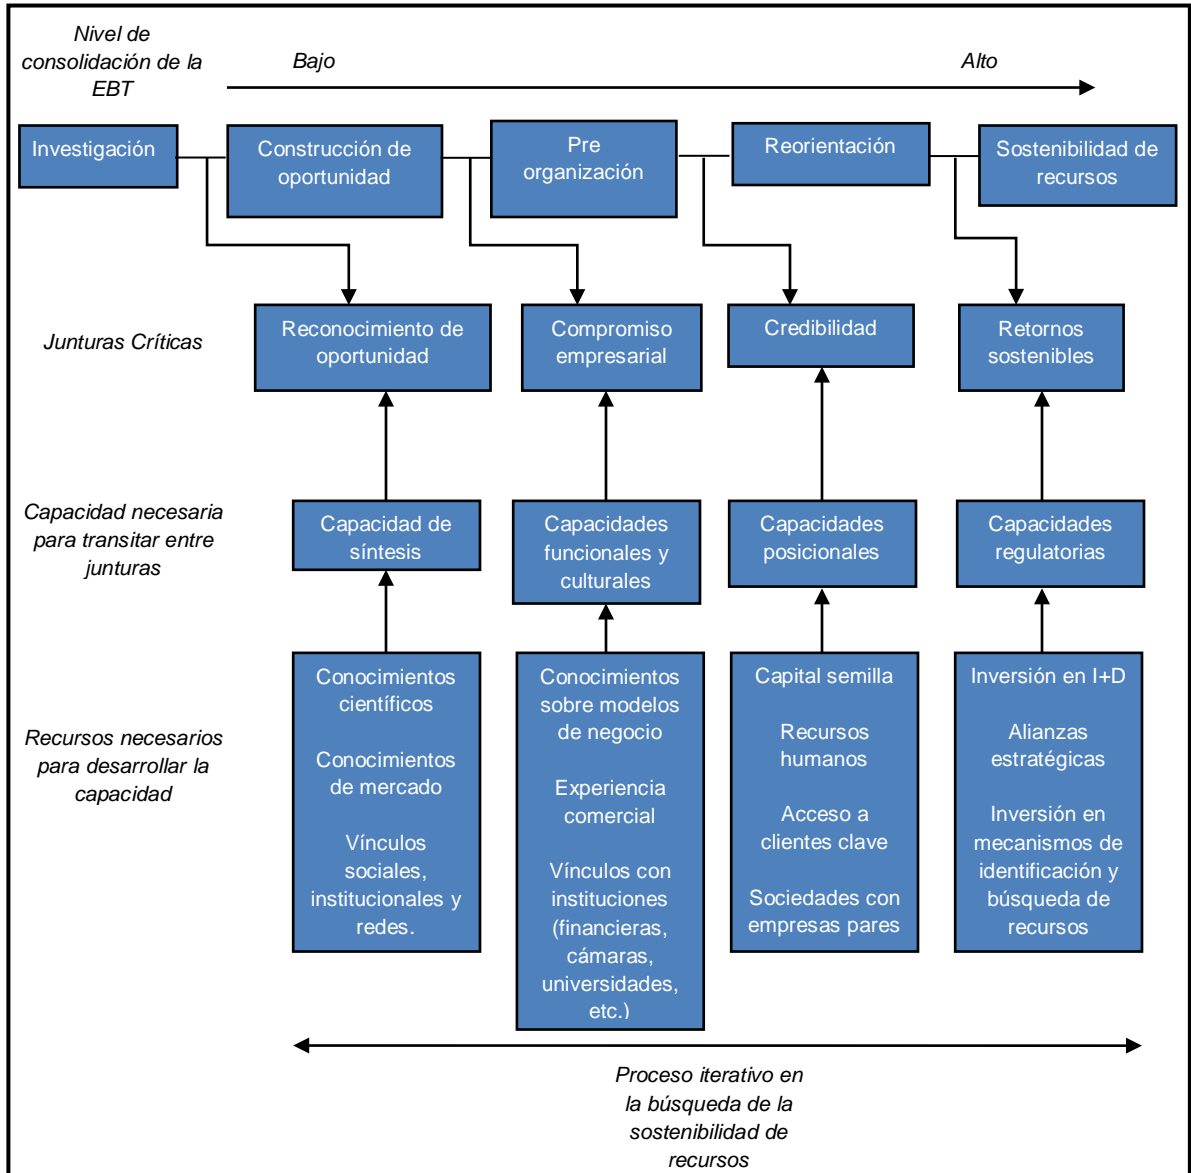 Nivel de
consolidación de la
EBT
Bajo
Alto
Investigación
Construcción de
oportunidad
Pre
organización
Reorientación
Sostenibilidad de
recursos
Junturas Críticas
Reconocimiento de
oportunidad
Compromiso
empresarial
Credibilidad
Retornos
sostenibles
Capacidad necesaria
para transitar entre
junturas
Capacidad de
síntesis
Capacidades
funcionales y
culturales
Capacidades
posicionales
Capacidades
regulatorias
Recursos necesarios
para desarrollar la
capacidad
Conocimientos
científicos
Conocimientos
de mercado
Vínculos
sociales,
institucionales y
redes.
Conocimientos
sobre modelos
de negocio
Experiencia
comercial
Vínculos con
instituciones
(financieras,
cámaras,
universidades,
etc.)
Capital semilla
Recursos
humanos
Acceso a
clientes clave
Sociedades con
empresas pares
Inversión en I+D
Alianzas
estratégicas
Inversión en
mecanismos de
identificación y
búsqueda de
recursos
Proceso iterativo en
la búsqueda de la
sostenibilidad de
recursos